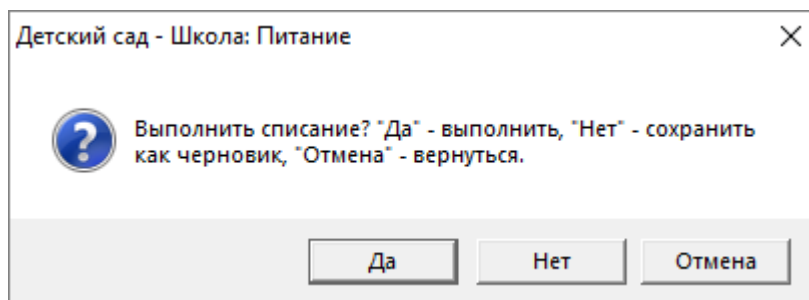 Детский сад - Школа: Питание
Выполнить списание? "Да" - выполнить, "Нет" - сохранить
как черновик, "Отмена" - вернуться.
Да Нет Отмена